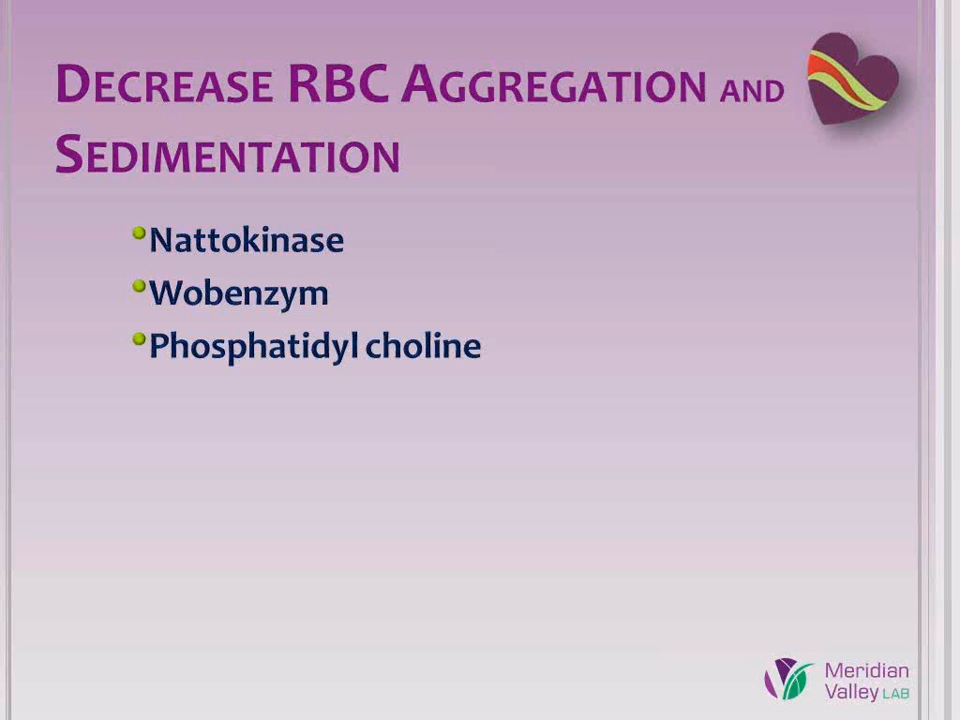 DECREASE RBC AGGREGATION AND
SEDIMENTATION
•Nattokinase
•Wobenzym
•Phosphatidyl choline
Meridian
Valley LAB